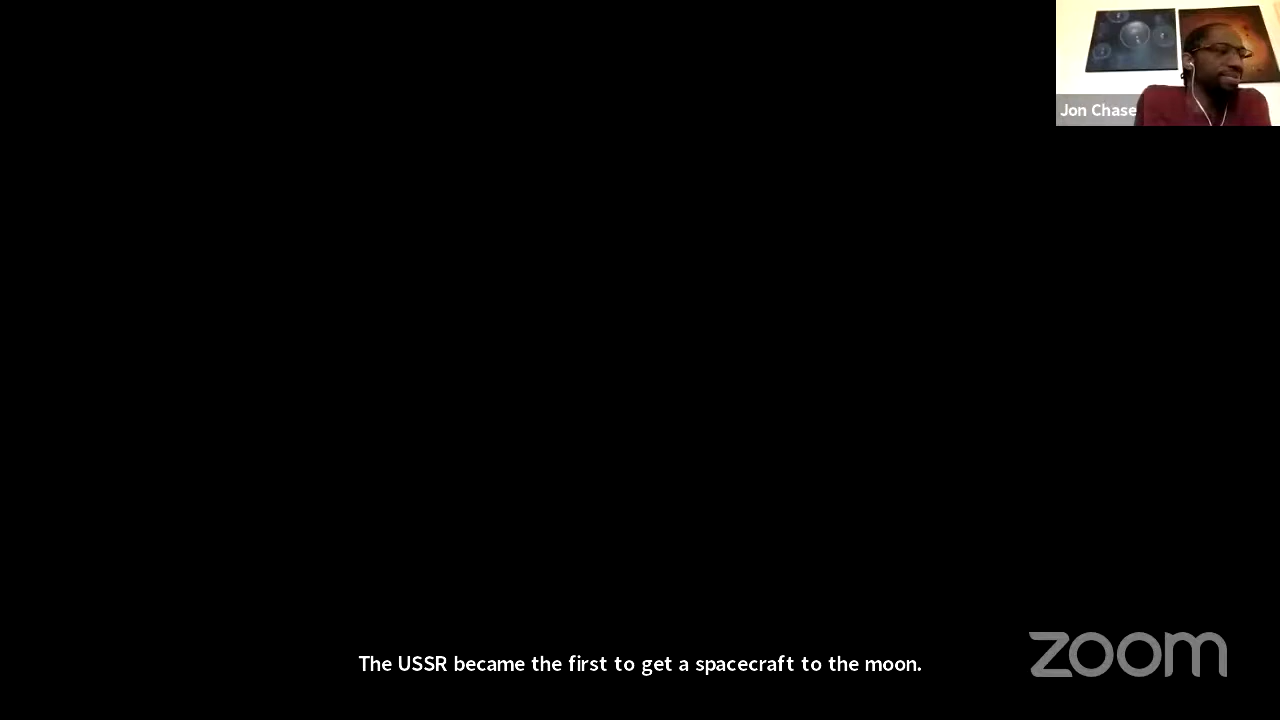 Jon Chase
The USSR became the first to get a spacecraft to the moon.
zoom